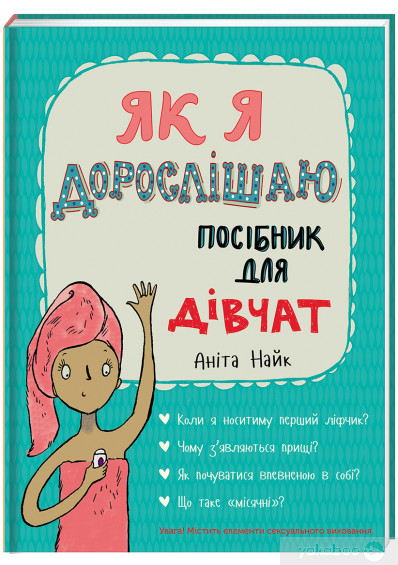 ЯК Я
ДОРОСЛІШАЮ
ПОСІБНИК
ДЛЯ
ДІВЧАТ
Аніта Найк
Коли я носитиму перший ліфчик?
Чому з'являються прищі?
Як почуватися впевненою в собі?
Що таке «місячні»?
Увага! Містить елементи сексуального виховання